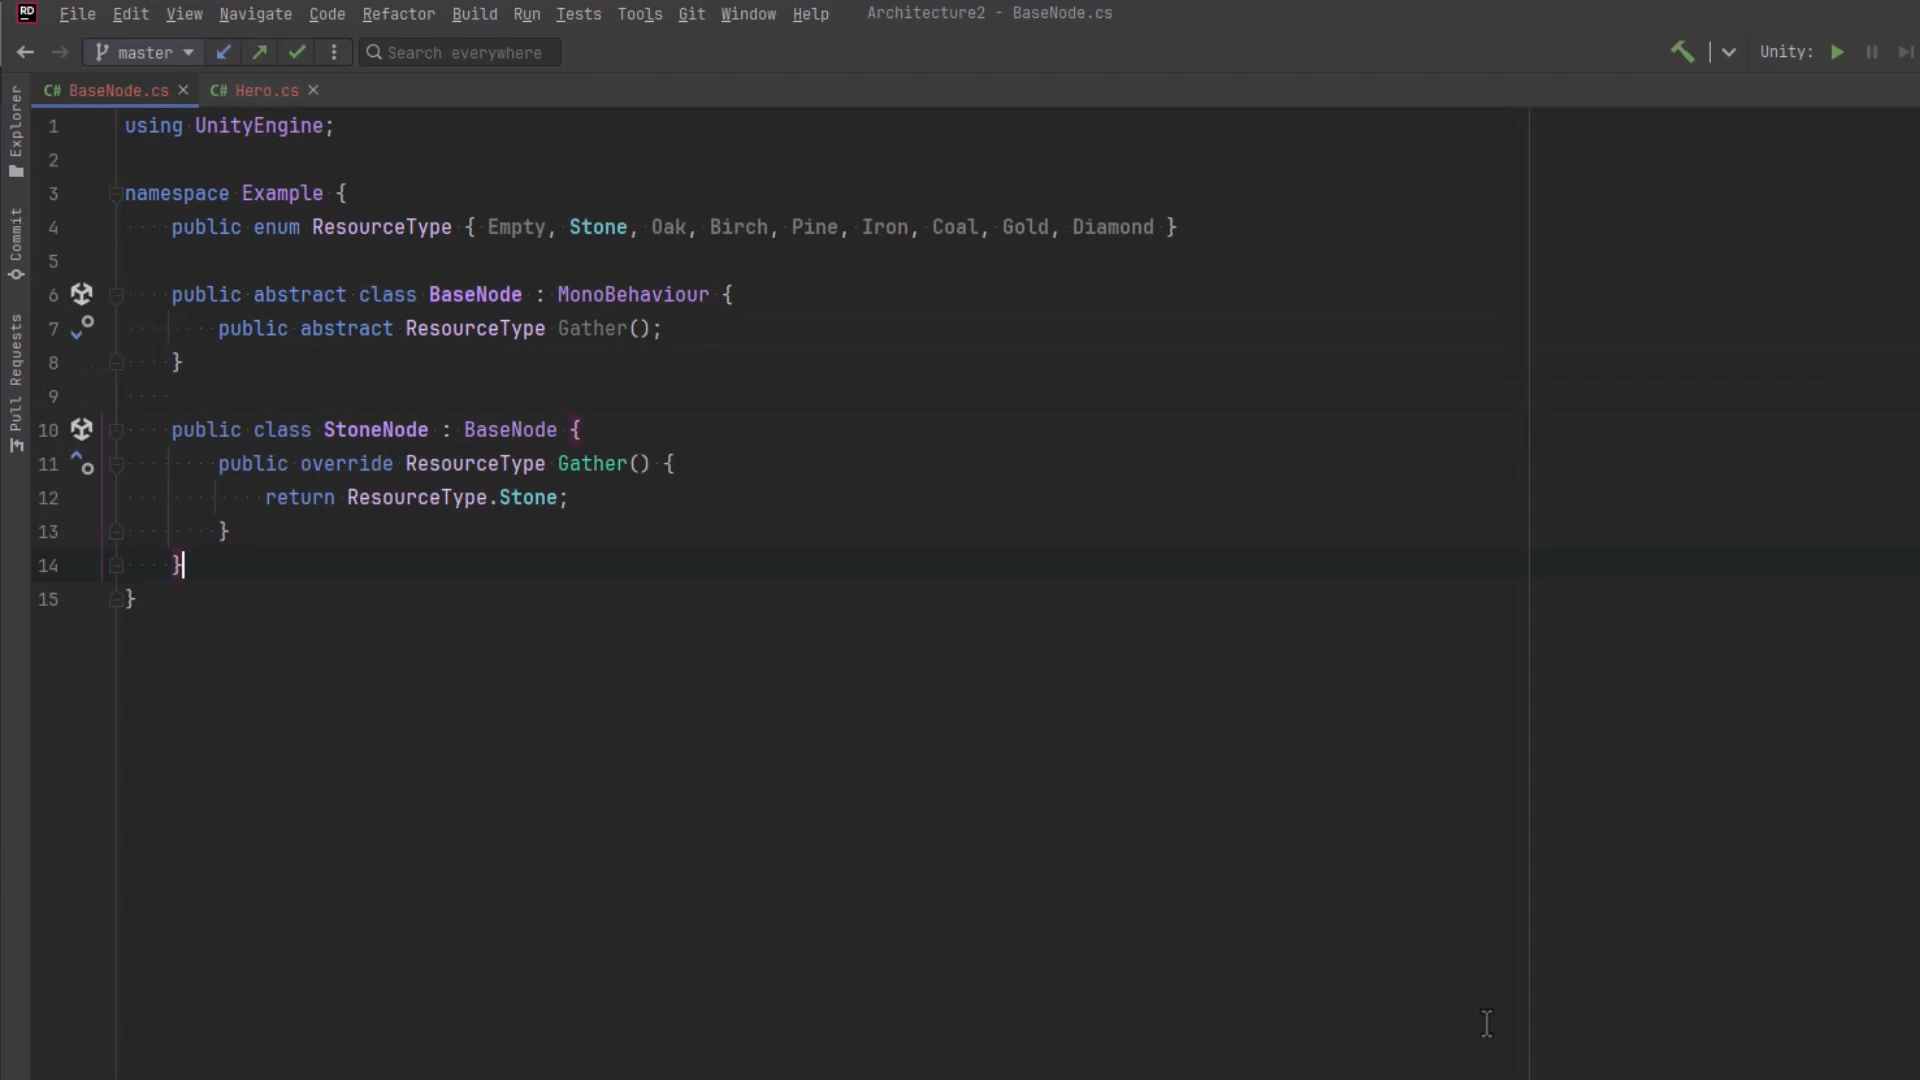 RD File Edit View Navigate Code Refactor Build Run Tests Tools Git Window Help Architecture2 - BaseNode.cs
master Search everywhere Unity:
C# BaseNode.cs C# Hero.cs
Explorer
Commit
Pull Requests
1 using UnityEngine;
2
3 namespace Example {
4 public enum ResourceType { Empty, Stone, Oak, Birch, Pine, Iron, Coal, Gold, Diamond }
5
6 public abstract class BaseNode : MonoBehaviour {
7 public abstract ResourceType Gather();
8 }
9
10 public class StoneNode : BaseNode {
11 public override ResourceType Gather() {
12 return ResourceType.Stone;
13 }
14 }
15 }